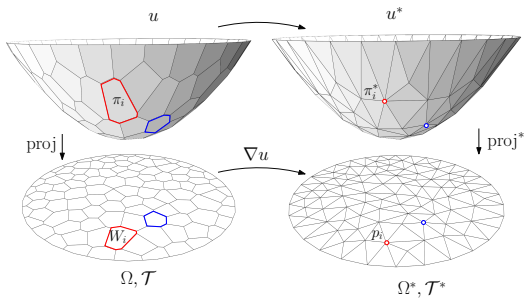 u
u*
π_i
π_i*
proj
∇u
proj*
W_i
p_i
Ω, 𝒯
Ω*, 𝒯*